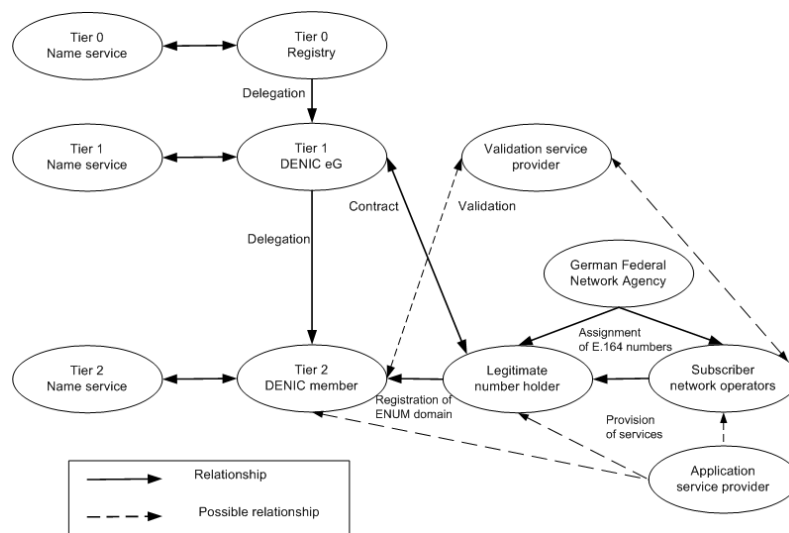 Tier 0
Name service
Tier 0
Registry
Delegation
Tier 1
Name service
Tier 1
DENIC eG
Validation service
provider
Contract
Validation
Delegation
German Federal
Network Agency
Assignment
of E.164 numbers
Tier 2
Name service
Tier 2
DENIC member
Legitimate
number holder
Subscriber
network operators
Registration of
ENUM domain
Provision
of services
Application
service provider
Relationship
Possible relationship